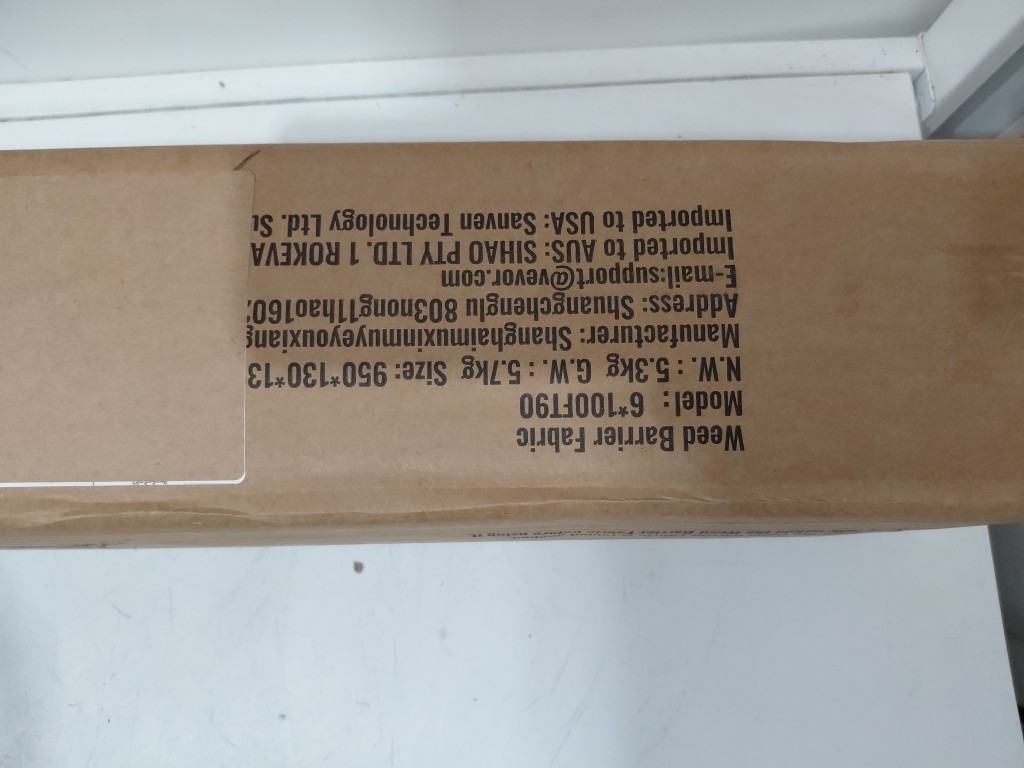 Weed Barrier Fabric
Model: 6*100FT90
N.W.: 5.3kg G.W.: 5.7kg Size: 950*130*13
Manufacturer: Shanghaimuxinmuyeyouxiang
Address: Shuangchenglu 803nong11hao160
E-mail:support@vevor.com
Imported to AUS: SIHAO PTY LTD. 1 ROKEVA
Imported to USA: Sanven Technology Ltd.